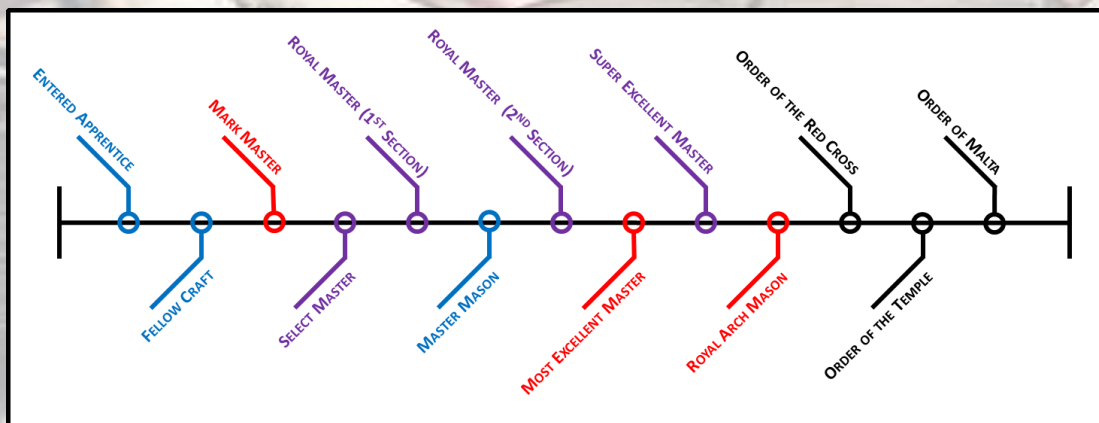 Entered Apprentice
Fellow Craft
Mark Master
Select Master
Royal Master (1st Section)
Master Mason
Royal Master (2nd Section)
Most Excellent Master
Super Excellent Master
Royal Arch Mason
Order of the Red Cross
Order of the Temple
Order of Malta